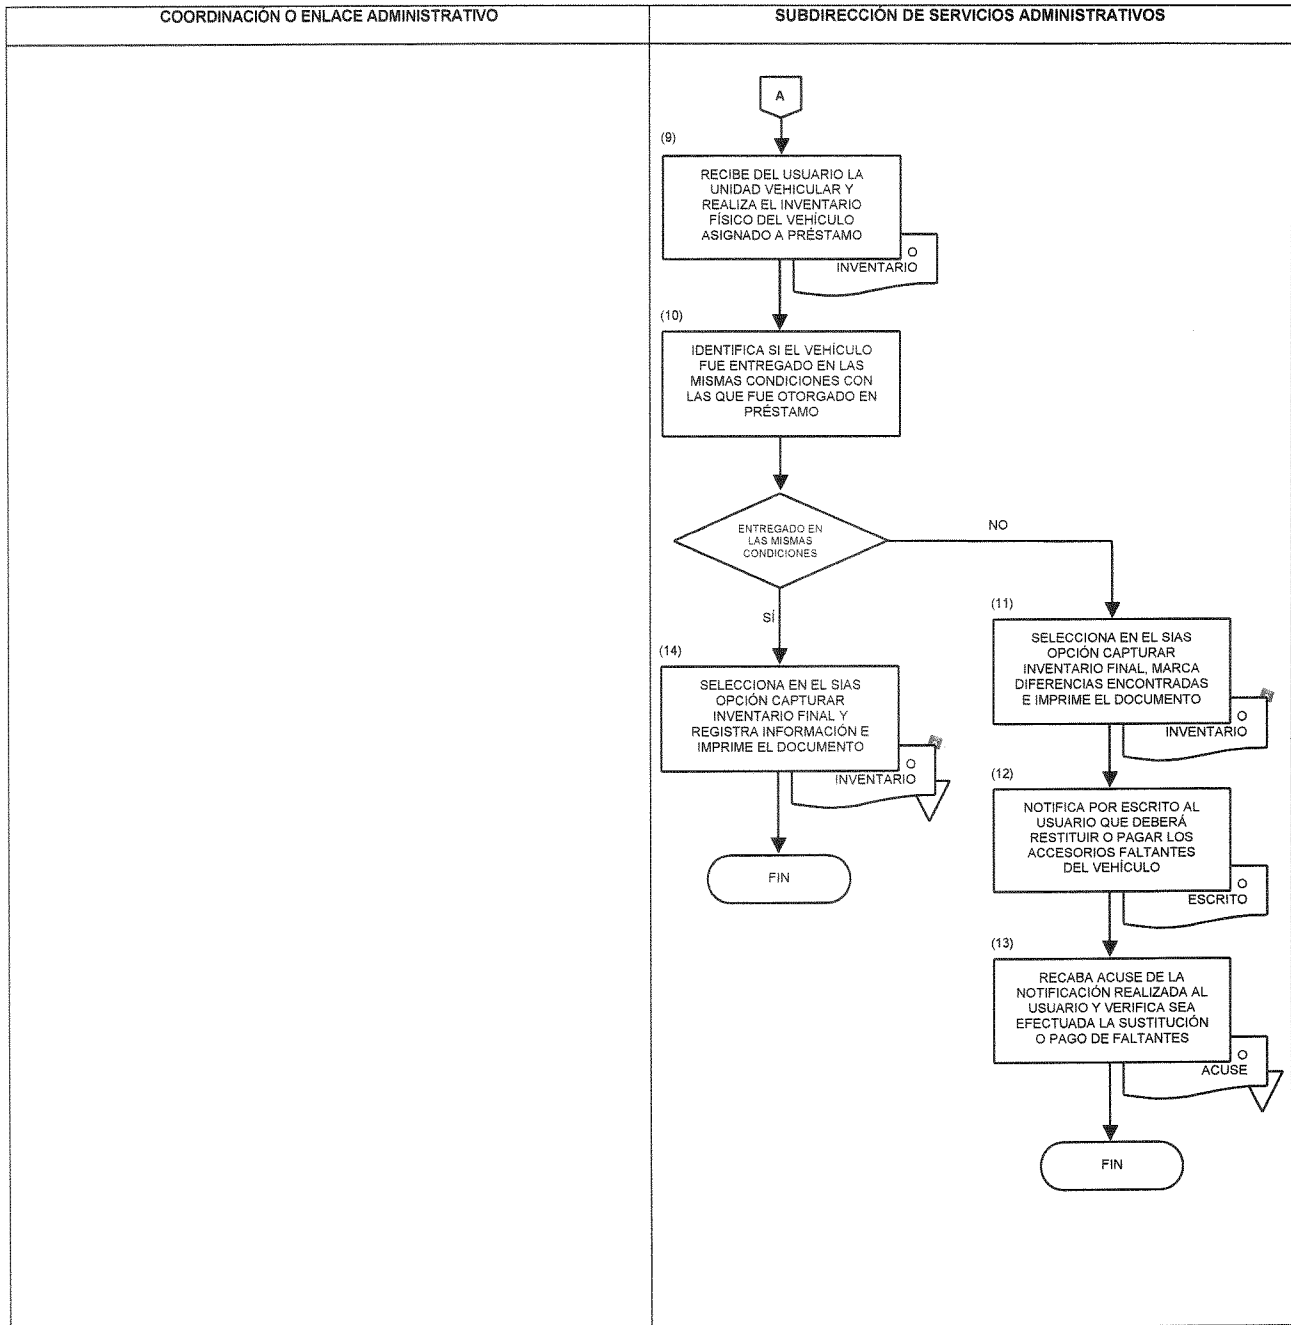 COORDINACIÓN O ENLACE ADMINISTRATIVO
SUBDIRECCIÓN DE SERVICIOS ADMINISTRATIVOS
A
(9)
RECIBE DEL USUARIO LA
UNIDAD VEHICULAR Y
REALIZA EL INVENTARIO
FÍSICO DEL VEHÍCULO
ASIGNADO A PRÉSTAMO
O
INVENTARIO
(10)
IDENTIFICA SI EL VEHÍCULO
FUE ENTREGADO EN LAS
MISMAS CONDICIONES CON
LAS QUE FUE OTORGADO EN
PRÉSTAMO
ENTREGADO EN
LAS MISMAS
CONDICIONES
NO
SÍ
(11)
SELECCIONA EN EL SIAS
OPCIÓN CAPTURAR
INVENTARIO FINAL, MARCA
DIFERENCIAS ENCONTRADAS
E IMPRIME EL DOCUMENTO
O
INVENTARIO
(14)
SELECCIONA EN EL SIAS
OPCIÓN CAPTURAR
INVENTARIO FINAL Y
REGISTRA INFORMACIÓN E
IMPRIME EL DOCUMENTO
O
INVENTARIO
FIN
(12)
NOTIFICA POR ESCRITO AL
USUARIO QUE DEBERÁ
RESTITUIR O PAGAR LOS
ACCESORIOS FALTANTES
DEL VEHÍCULO
O
ESCRITO
(13)
RECABA ACUSE DE LA
NOTIFICACIÓN REALIZADA AL
USUARIO Y VERIFICA SEA
EFECTUADA LA SUSTITUCIÓN
O PAGO DE FALTANTES
O
ACUSE
FIN